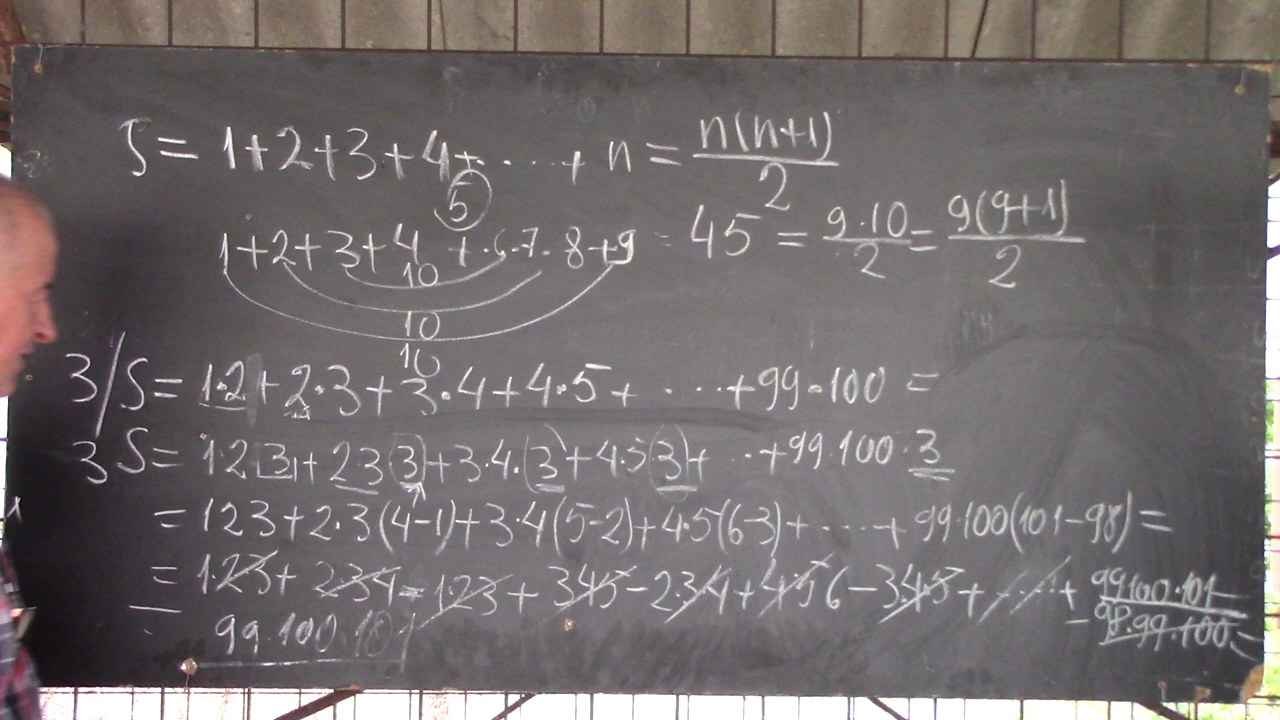 S = 1+2+3+4+ . . . . + n = n(n+1)/2
5
1+2+3+4 + . 6 . 7 . 8+9 = 45 = 9·10/2 = 9(9+1)/2
10
10
10
3/S = 1·2 + 2·3 + 3·4 + 4·5 + . . . . + 99·100 =
3S = 1·2(3)+ 2 3 (3)+3·4·(3)+4·5(3)+ . . +99·100·3
= 1 2 3+2·3(4-1)+3·4(5-2)+4·5(6-3)+ . . . . + 99·100(101-98) =
= 1·2 3+ 2 3 4 - 1 2 3 + 3 4 5 - 2 3 4 + 4 5 6 - 3 4 5 + . . . . + 99 100·101
- 98·99·100 =
= 99·100 101